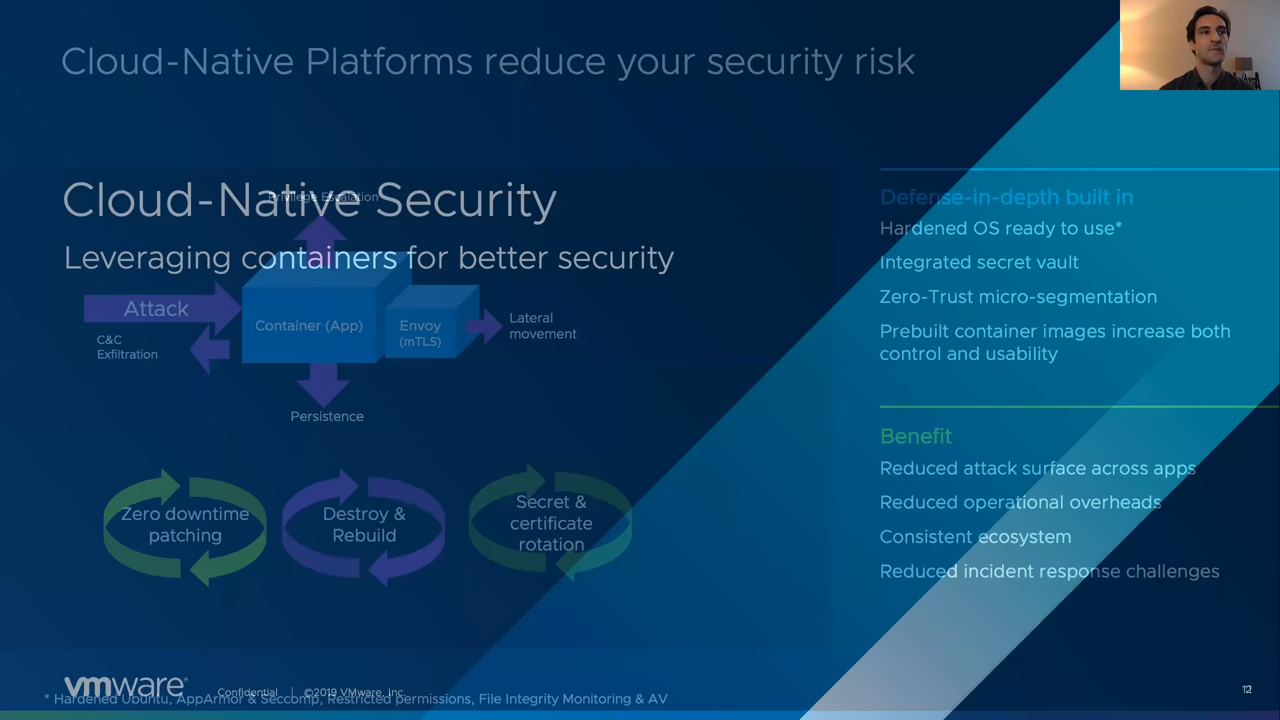 Cloud-Native Platforms reduce your security risk
Cloud-Native Security
Privilege Escalation
Leveraging containers for better security
Attack
C&C
Exfiltration
Container (App)
Envoy
(mTLS)
Lateral
movement
Persistence
Zero downtime
patching
Destroy &
Rebuild
Secret &
certificate
rotation
Defense-in-depth built in
Hardened OS ready to use*
Integrated secret vault
Zero-Trust micro-segmentation
Prebuilt container images increase both
control and usability
Benefit
Reduced attack surface across apps
Reduced operational overheads
Consistent ecosystem
Reduced incident response challenges
vmware®
Confidential | ©2019 VMware, Inc.
* Hardened Ubuntu, AppArmor & Seccomp, Restricted permissions, File Integrity Monitoring & AV